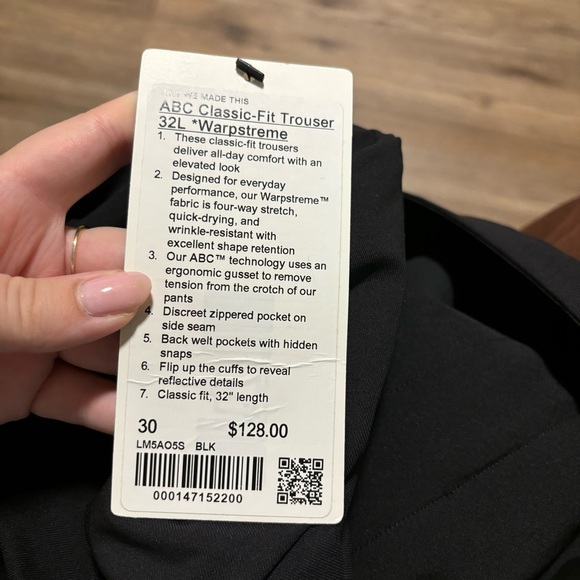 WE MADE THIS
ABC Classic-Fit Trouser
32L *Warpstreme
1. These classic-fit trousers
deliver all-day comfort with an
elevated look
2. Designed for everyday
performance, our Warpstreme™
fabric is four-way stretch,
quick-drying, and
wrinkle-resistant with
excellent shape retention
3. Our ABC™ technology uses an
ergonomic gusset to remove
tension from the crotch of our
pants
4. Discreet zippered pocket on
side seam
5. Back welt pockets with hidden
snaps
6. Flip up the cuffs to reveal
reflective details
7. Classic fit, 32" length
30 $128.00
LM5AO5S BLK
000147152200